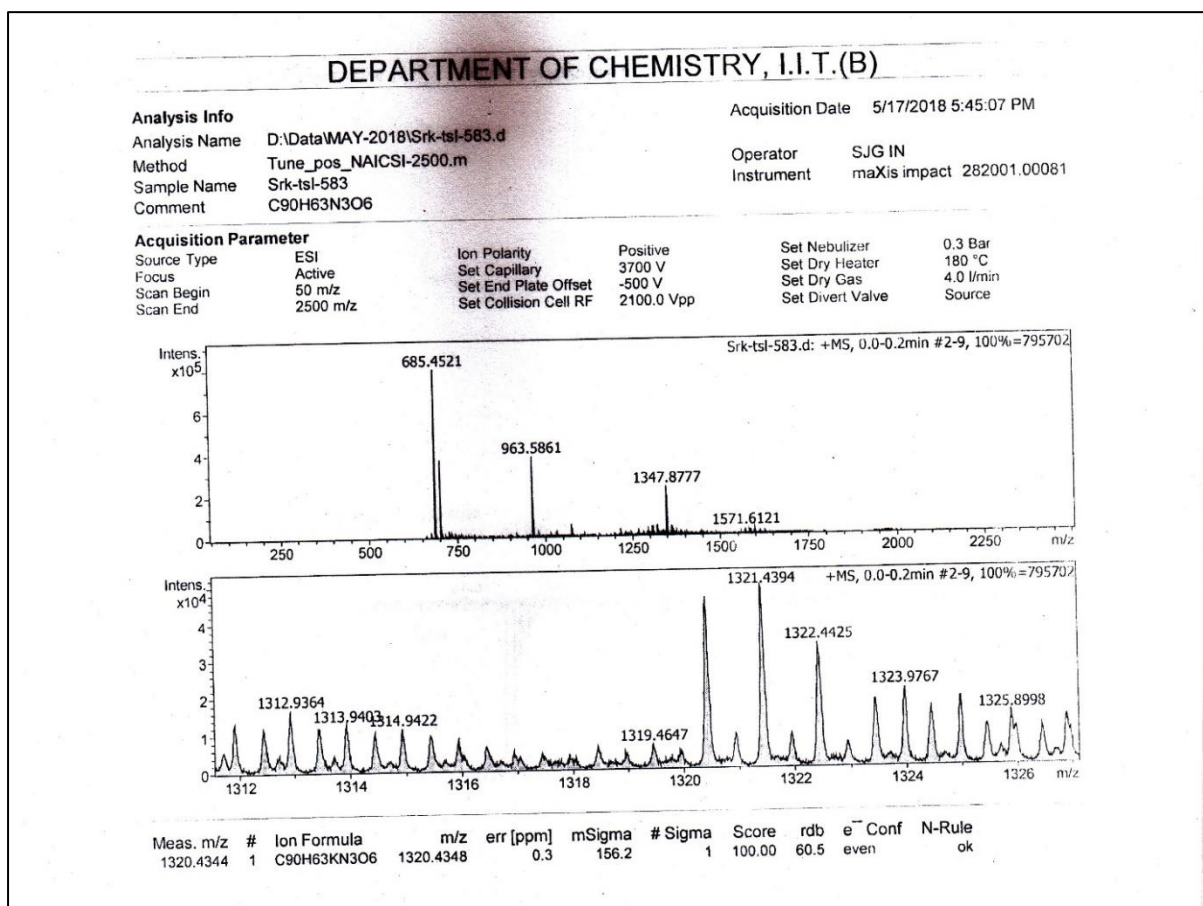 DEPARTMENT OF CHEMISTRY, I.I.T.(B)
Analysis Info
Acquisition Date 5/17/2018 5:45:07 PM
Analysis Name D:\Data\MAY-2018\Srk-tsl-583.d
Method Tune_pos_NAICSI-2500.m
Operator SJG IN
Sample Name Srk-tsl-583
Instrument maXis impact 282001.00081
Comment C90H63N3O6
Acquisition Parameter
Source Type ESI Ion Polarity Positive Set Nebulizer 0.3 Bar
Focus Active Set Capillary 3700 V Set Dry Heater 180 °C
Scan Begin 50 m/z Set End Plate Offset -500 V Set Dry Gas 4.0 l/min
Scan End 2500 m/z Set Collision Cell RF 2100.0 Vpp Set Divert Valve Source
Intens. x10^5
Srk-tsl-583.d: +MS, 0.0-0.2min #2-9, 100%=795702
685.4521
6
963.5861
4
1347.8777
2
1571.6121
0
250 500 750 1000 1250 1500 1750 2000 2250 m/z
Intens. x10^4
1321.4394 +MS, 0.0-0.2min #2-9, 100%=795702
4
1322.4425
3
1323.9767
2
1312.9364 1313.9403 1314.9422 1319.4647 1325.8998
1
0
1312 1314 1316 1318 1320 1322 1324 1326 m/z
Meas. m/z # Ion Formula m/z err [ppm] mSigma # Sigma Score rdb e⁻ Conf N-Rule
1320.4344 1 C90H63KN3O6 1320.4348 0.3 156.2 1 100.00 60.5 even ok